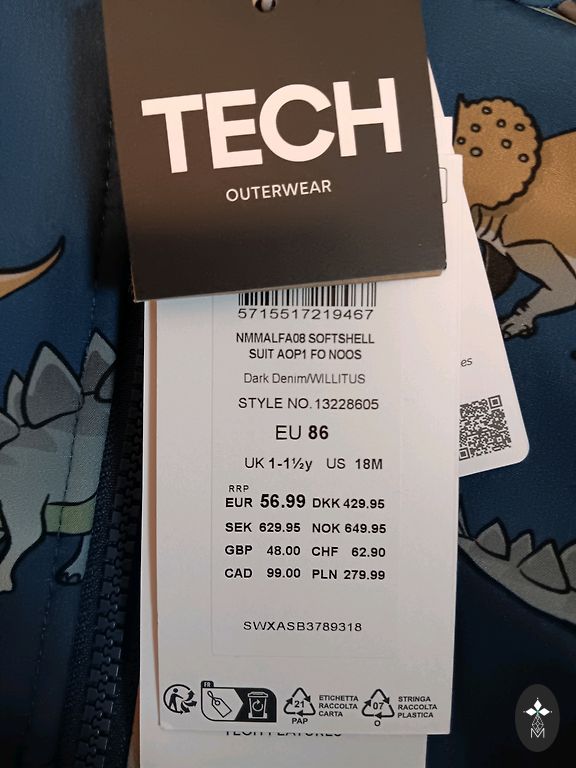 TECH
OUTERWEAR
5715517219467
NMMALFA08 SOFTSHELL
SUIT AOP1 FO NOOS
Dark Denim/WILLITUS
STYLE NO.13228605
EU 86
UK 1-1½y US 18M
RRP
EUR 56.99 DKK 429.95
SEK 629.95 NOK 649.95
GBP 48.00 CHF 62.90
CAD 99.00 PLN 279.99
SWXASB3789318
FR
21
PAP
ETICHETTA
RACCOLTA
CARTA
07
O
STRINGA
RACCOLTA
PLASTICA
TECH FEATURES
M